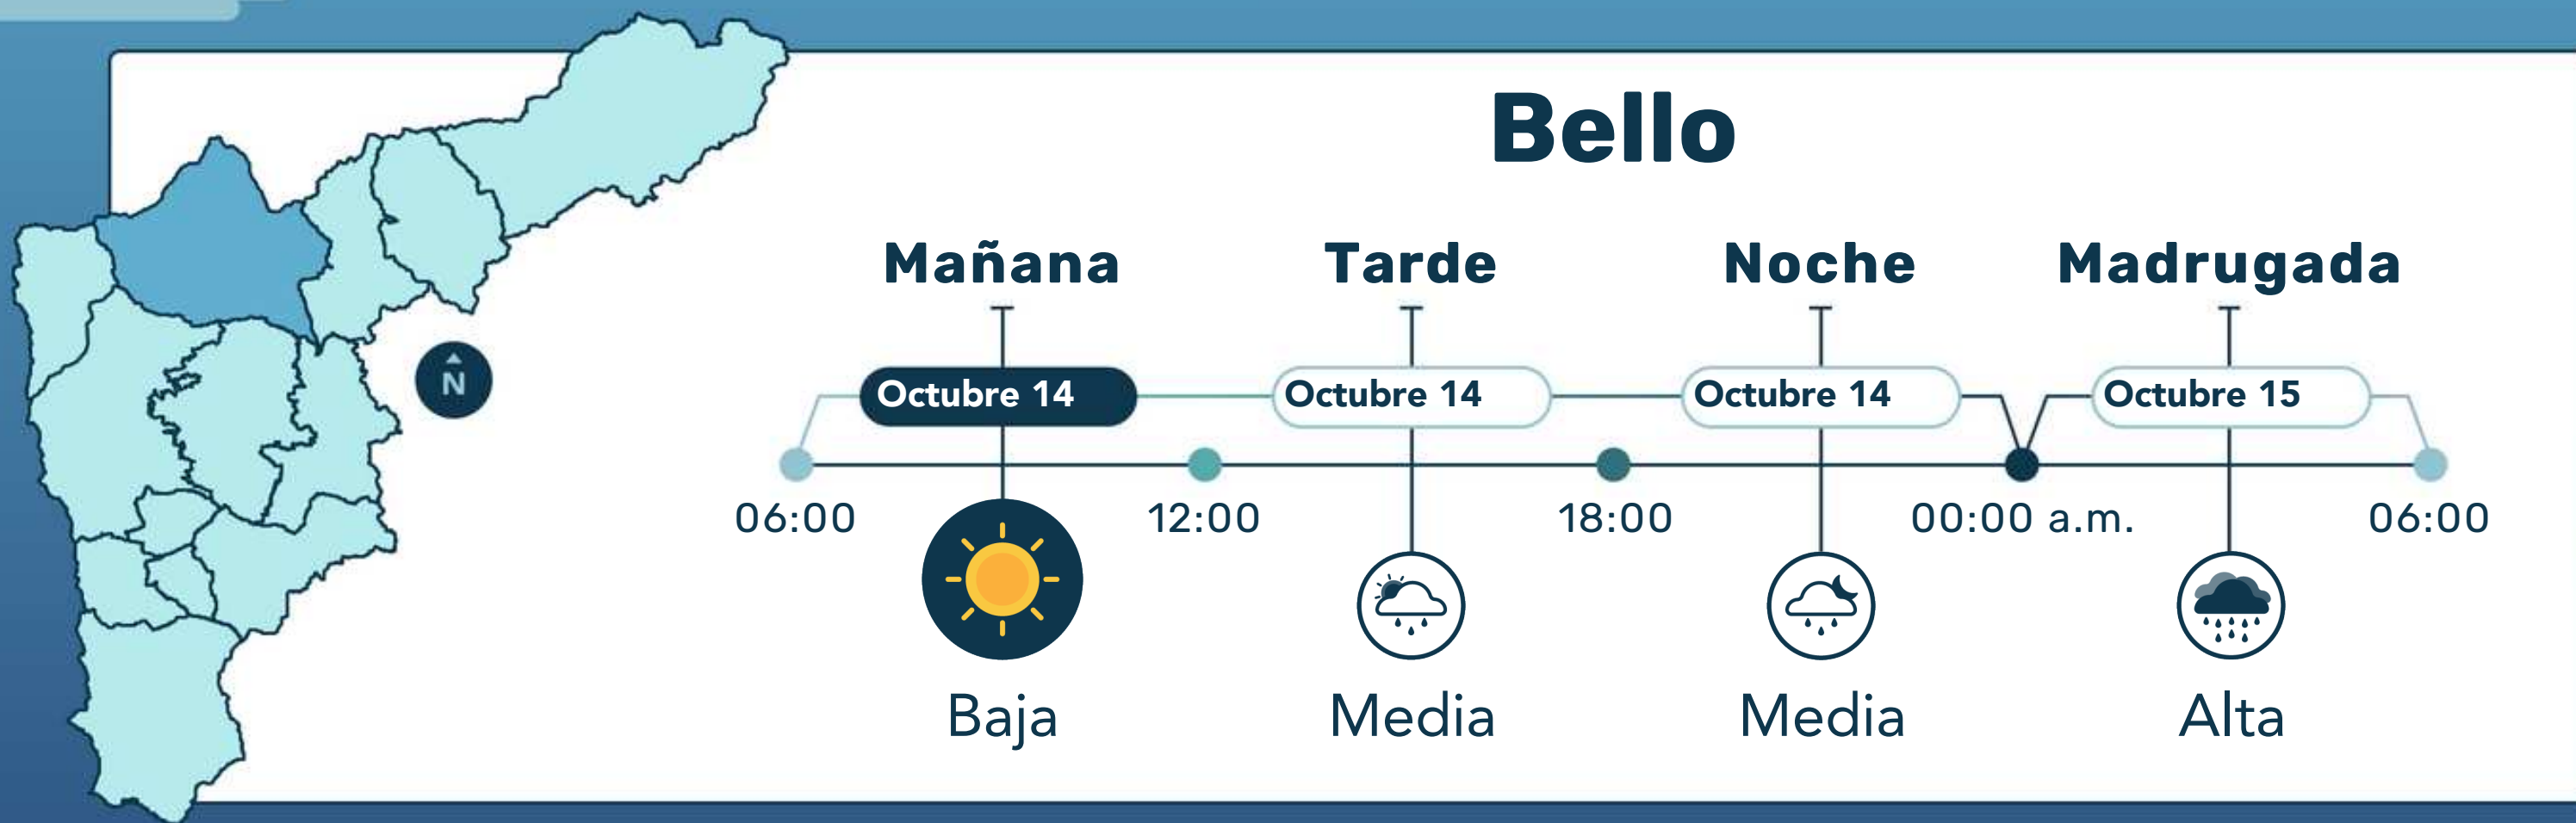 Bello
Mañana Tarde Noche Madrugada
N
Octubre 14 Octubre 14 Octubre 14 Octubre 15
06:00 12:00 18:00 00:00 a.m. 06:00
Baja Media Media Alta